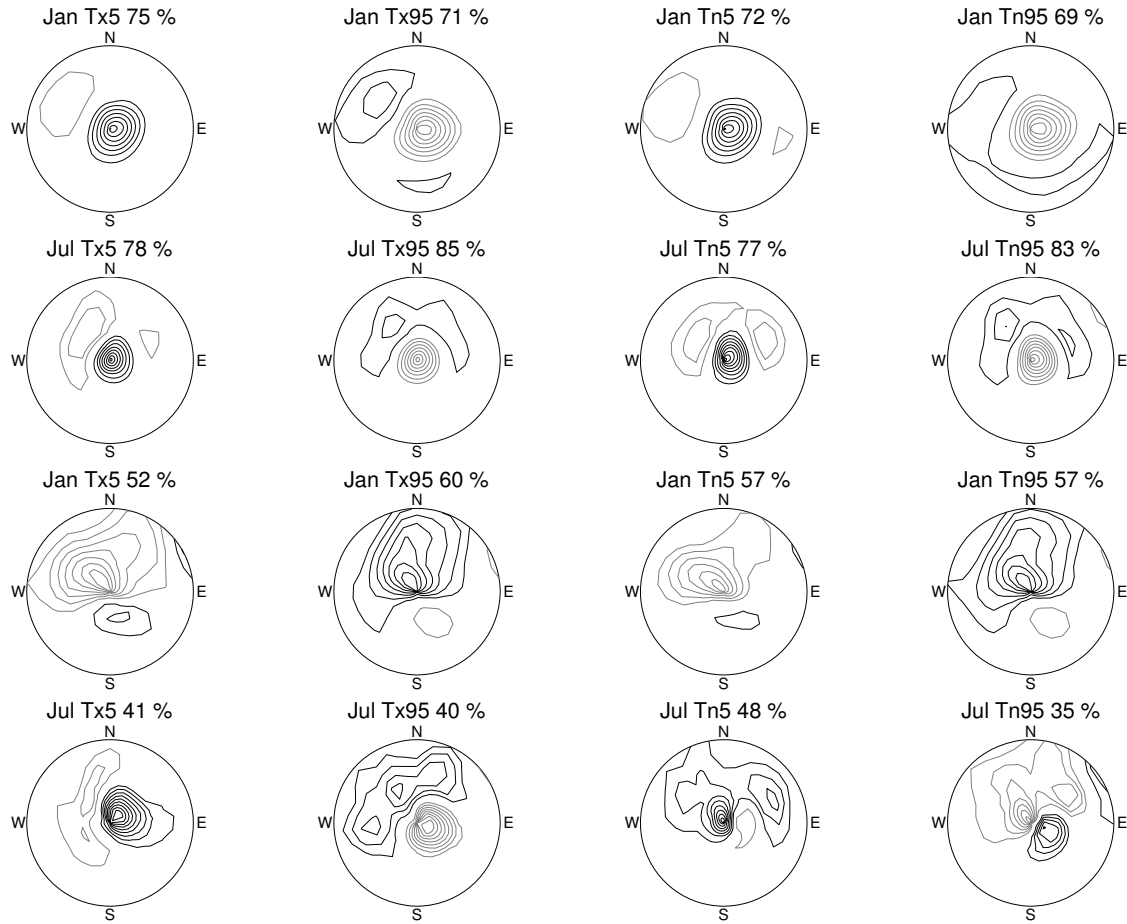 Jan Tx5 75 % Jan Tx95 71 % Jan Tn5 72 % Jan Tn95 69 %
N N N N
W E W E W E W E
S S S S
Jul Tx5 78 % Jul Tx95 85 % Jul Tn5 77 % Jul Tn95 83 %
N N N N
W E W E W E W E
S S S S
Jan Tx5 52 % Jan Tx95 60 % Jan Tn5 57 % Jan Tn95 57 %
N N N N
W E W E W E W E
S S S S
Jul Tx5 41 % Jul Tx95 40 % Jul Tn5 48 % Jul Tn95 35 %
N N N N
W E W E W E W E
S S S S